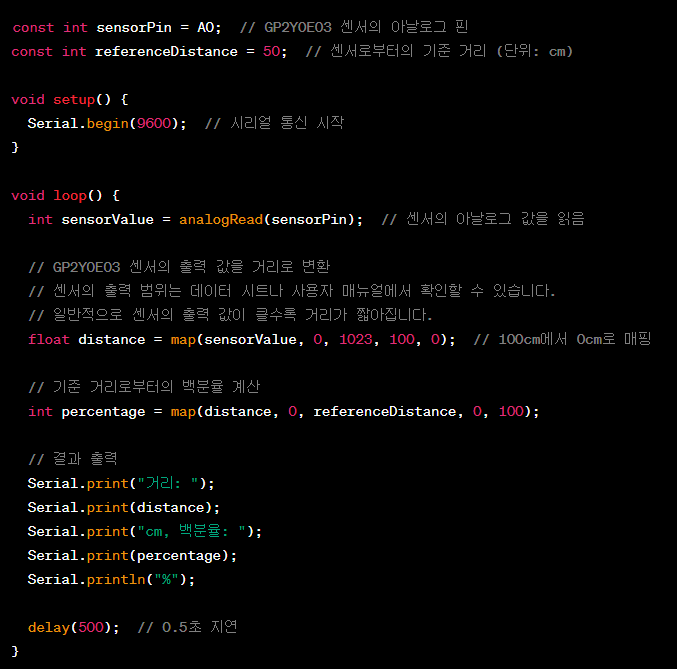 const int sensorPin = A0;  // GP2Y0E03 센서의 아날로그 핀
const int referenceDistance = 50;  // 센서로부터의 기준 거리 (단위: cm)
void setup() {
  Serial.begin(9600);  // 시리얼 통신 시작
}
void loop() {
  int sensorValue = analogRead(sensorPin);  // 센서의 아날로그 값을 읽음
  // GP2Y0E03 센서의 출력 값을 거리로 변환
  // 센서의 출력 범위는 데이터 시트나 사용자 매뉴얼에서 확인할 수 있습니다.
  // 일반적으로 센서의 출력 값이 클수록 거리가 짧아집니다.
  float distance = map(sensorValue, 0, 1023, 100, 0);  // 100cm에서 0cm로 매핑
  // 기준 거리로부터의 백분율 계산
  int percentage = map(distance, 0, referenceDistance, 0, 100);
  // 결과 출력
  Serial.print("거리: ");
  Serial.print(distance);
  Serial.print("cm, 백분율: ");
  Serial.print(percentage);
  Serial.println("%");
  delay(500);  // 0.5초 지연
}